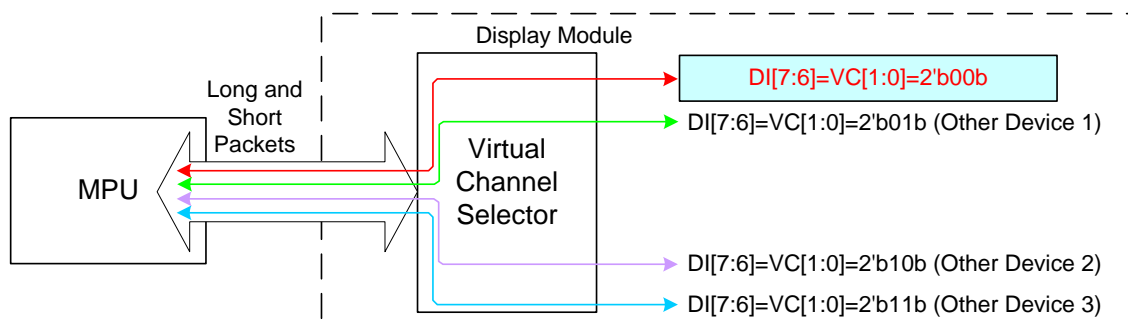 Display Module
Long and
Short
Packets
MPU
Virtual
Channel
Selector
DI[7:6]=VC[1:0]=2'b00b
DI[7:6]=VC[1:0]=2'b01b (Other Device 1)
DI[7:6]=VC[1:0]=2'b10b (Other Device 2)
DI[7:6]=VC[1:0]=2'b11b (Other Device 3)